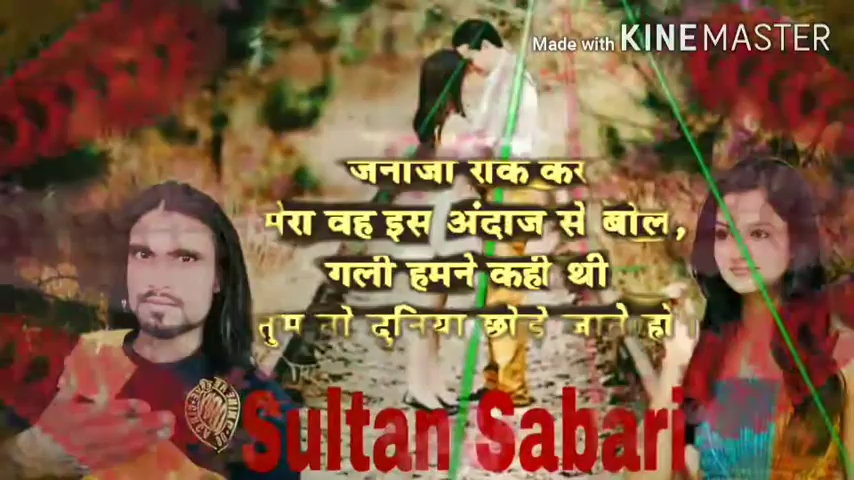 Made with KINEMASTER
जनाजा रोक कर
मेरा वह इस अंदाज से बोले,
गली हमने कही थी
तुम तो दुनिया छोड़े जाते हो।
Sultan Sabari